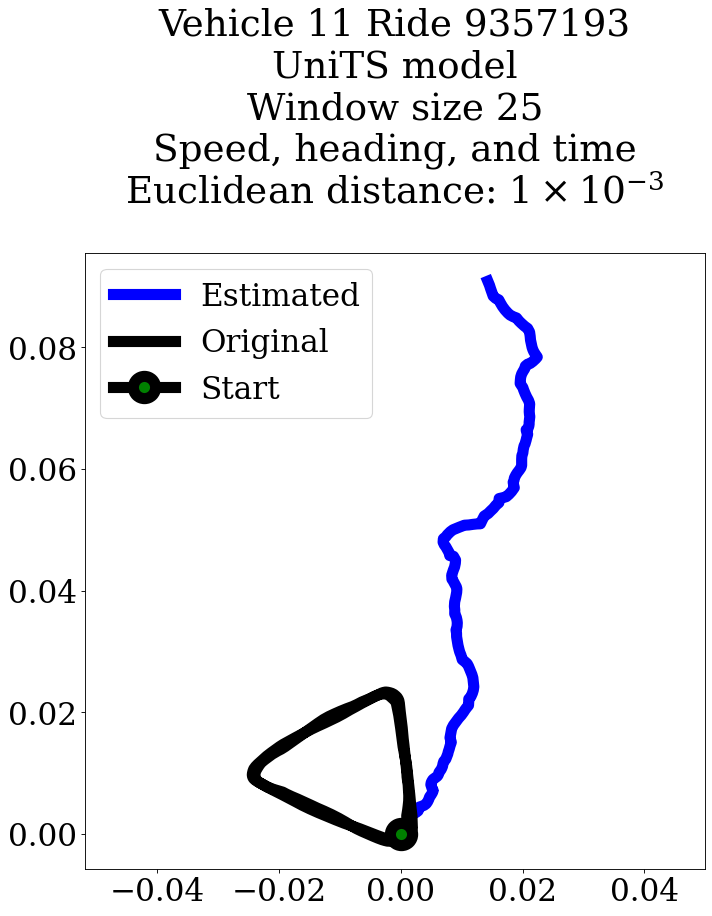 Vehicle 11 Ride 9357193
UniTS model
Window size 25
Speed, heading, and time
Euclidean distance: 1 × 10⁻³
Estimated
Original
Start
0.08
0.06
0.04
0.02
0.00
−0.04 −0.02 0.00 0.02 0.04